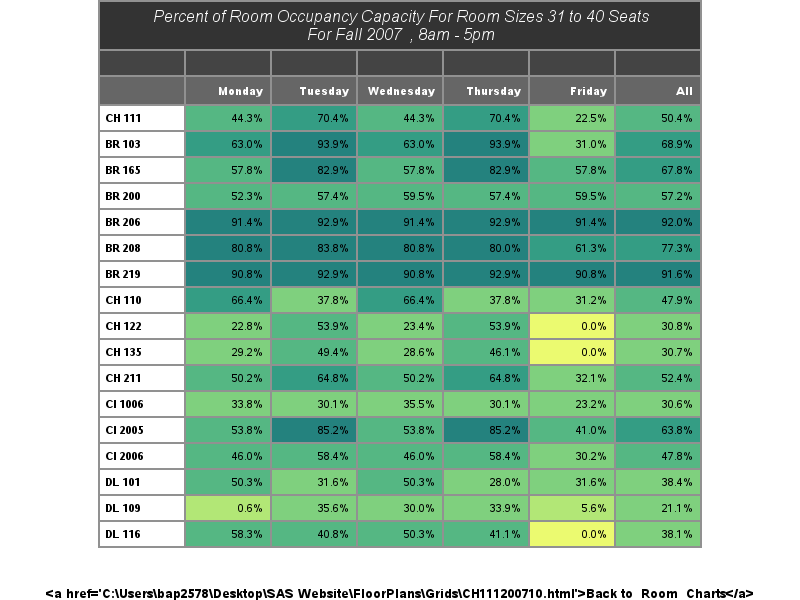 Percent of Room Occupancy Capacity For Room Sizes 31 to 40 Seats
For Fall 2007 , 8am - 5pm
Monday Tuesday Wednesday Thursday Friday All
CH 111 44.3% 70.4% 44.3% 70.4% 22.5% 50.4%
BR 103 63.0% 93.9% 63.0% 93.9% 31.0% 68.9%
BR 165 57.8% 82.9% 57.8% 82.9% 57.8% 67.8%
BR 200 52.3% 57.4% 59.5% 57.4% 59.5% 57.2%
BR 206 91.4% 92.9% 91.4% 92.9% 91.4% 92.0%
BR 208 80.8% 83.8% 80.8% 80.0% 61.3% 77.3%
BR 219 90.8% 92.9% 90.8% 92.9% 90.8% 91.6%
CH 110 66.4% 37.8% 66.4% 37.8% 31.2% 47.9%
CH 122 22.8% 53.9% 23.4% 53.9% 0.0% 30.8%
CH 135 29.2% 49.4% 28.6% 46.1% 0.0% 30.7%
CH 211 50.2% 64.8% 50.2% 64.8% 32.1% 52.4%
CI 1006 33.8% 30.1% 35.5% 30.1% 23.2% 30.6%
CI 2005 53.8% 85.2% 53.8% 85.2% 41.0% 63.8%
CI 2006 46.0% 58.4% 46.0% 58.4% 30.2% 47.8%
DL 101 50.3% 31.6% 50.3% 28.0% 31.6% 38.4%
DL 109 0.6% 35.6% 30.0% 33.9% 5.6% 21.1%
DL 116 58.3% 40.8% 50.3% 41.1% 0.0% 38.1%
<a href='C:\Users\bap2578\Desktop\SAS Website\FloorPlans\Grids\CH111200710.html'>Back to Room Charts</a>